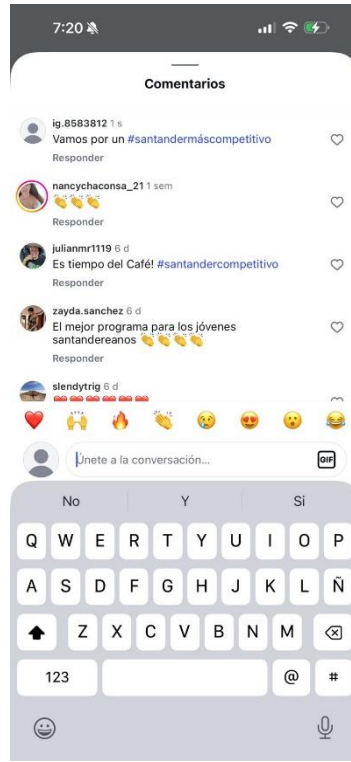 7:20
Comentarios
ig.8583812 1 s
Vamos por un #santandermáscompetitivo
Responder
nancychaconsa_21 1 sem
👏👏👏
Responder
julianmr1119 6 d
Es tiempo del Café! #santandercompetitivo
Responder
zayda.sanchez 6 d
El mejor programa para los jóvenes
santandereanos 👏👏👏👏
Responder
slendytrig 6 d
Únete a la conversación...
GIF
No Y Si
Q W E R T Y U I O P
A S D F G H J K L Ñ
Z X C V B N M
123 @ #